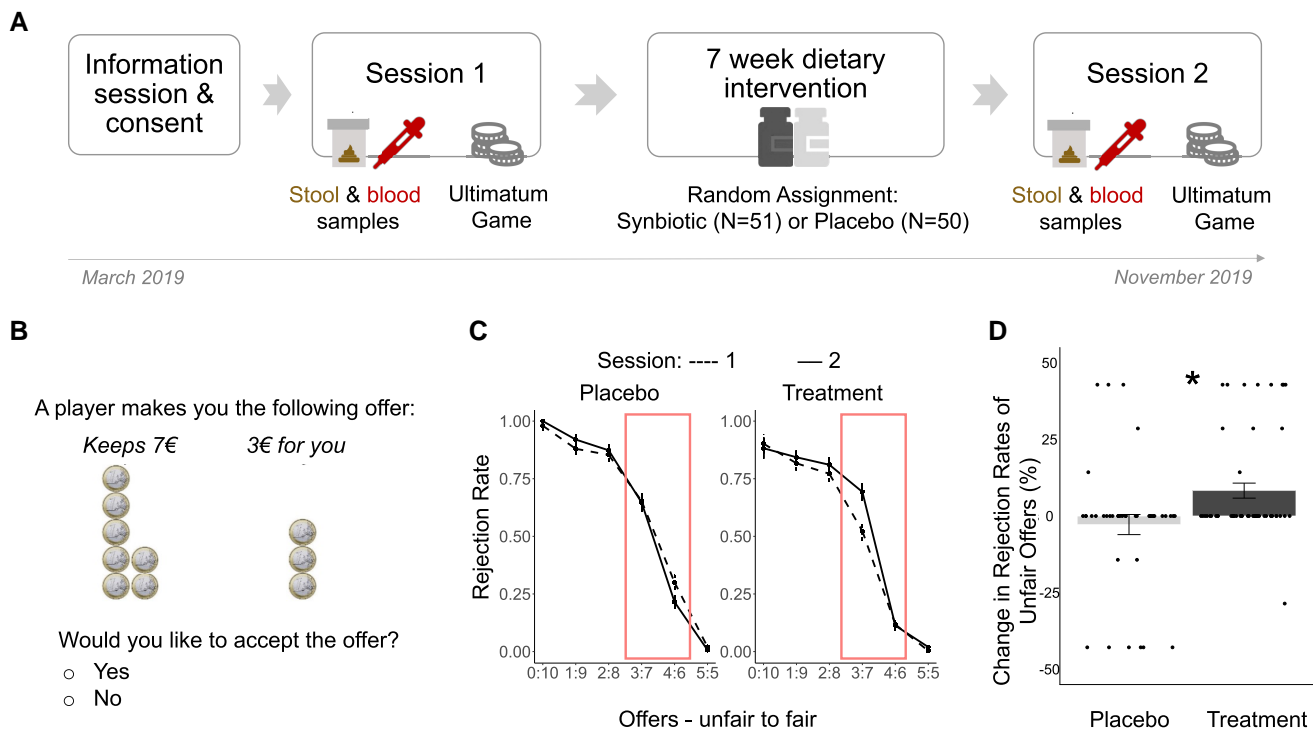 A
Information
session &
consent
Session 1
Stool & blood
samples
Ultimatum
Game
7 week dietary
intervention
Random Assignment:
Synbiotic (N=51) or Placebo (N=50)
Session 2
Stool & blood
samples
Ultimatum
Game
March 2019
November 2019
B
A player makes you the following offer:
Keeps 7€
3€ for you
Would you like to accept the offer?
Yes
No
C
Session: ---- 1 — 2
Placebo
Treatment
Rejection Rate
1.00
0.75
0.50
0.25
0.00
0:10 1:9 2:8 3:7 4:6 5:5
1.00
0.75
0.50
0.25
0.00
0:10 1:9 2:8 3:7 4:6 5:5
Offers - unfair to fair
D
Change in Rejection Rates of
Unfair Offers (%)
50
25
0
-25
-50
*
Placebo
Treatment